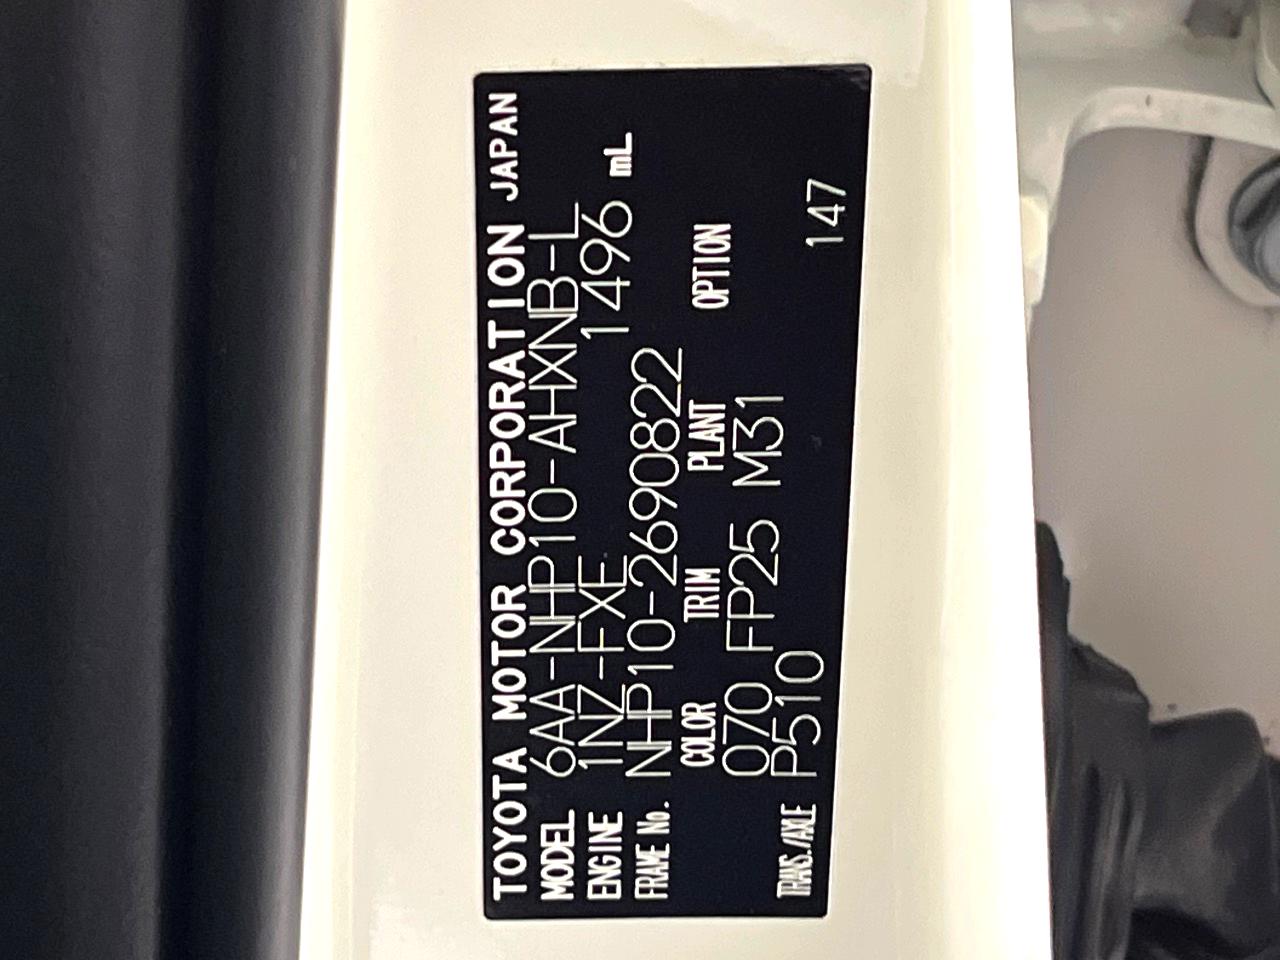 TOYOTA MOTOR CORPORATION JAPAN
MODEL 6AA-NHP10-AHXNB-L
ENGINE 1NZ-FXE 1496 mL
FRAME No. NHP10-2690822
COLOR TRIM PLANT OPTION
070 FP25 M31
TRANS./AXLE P510 147